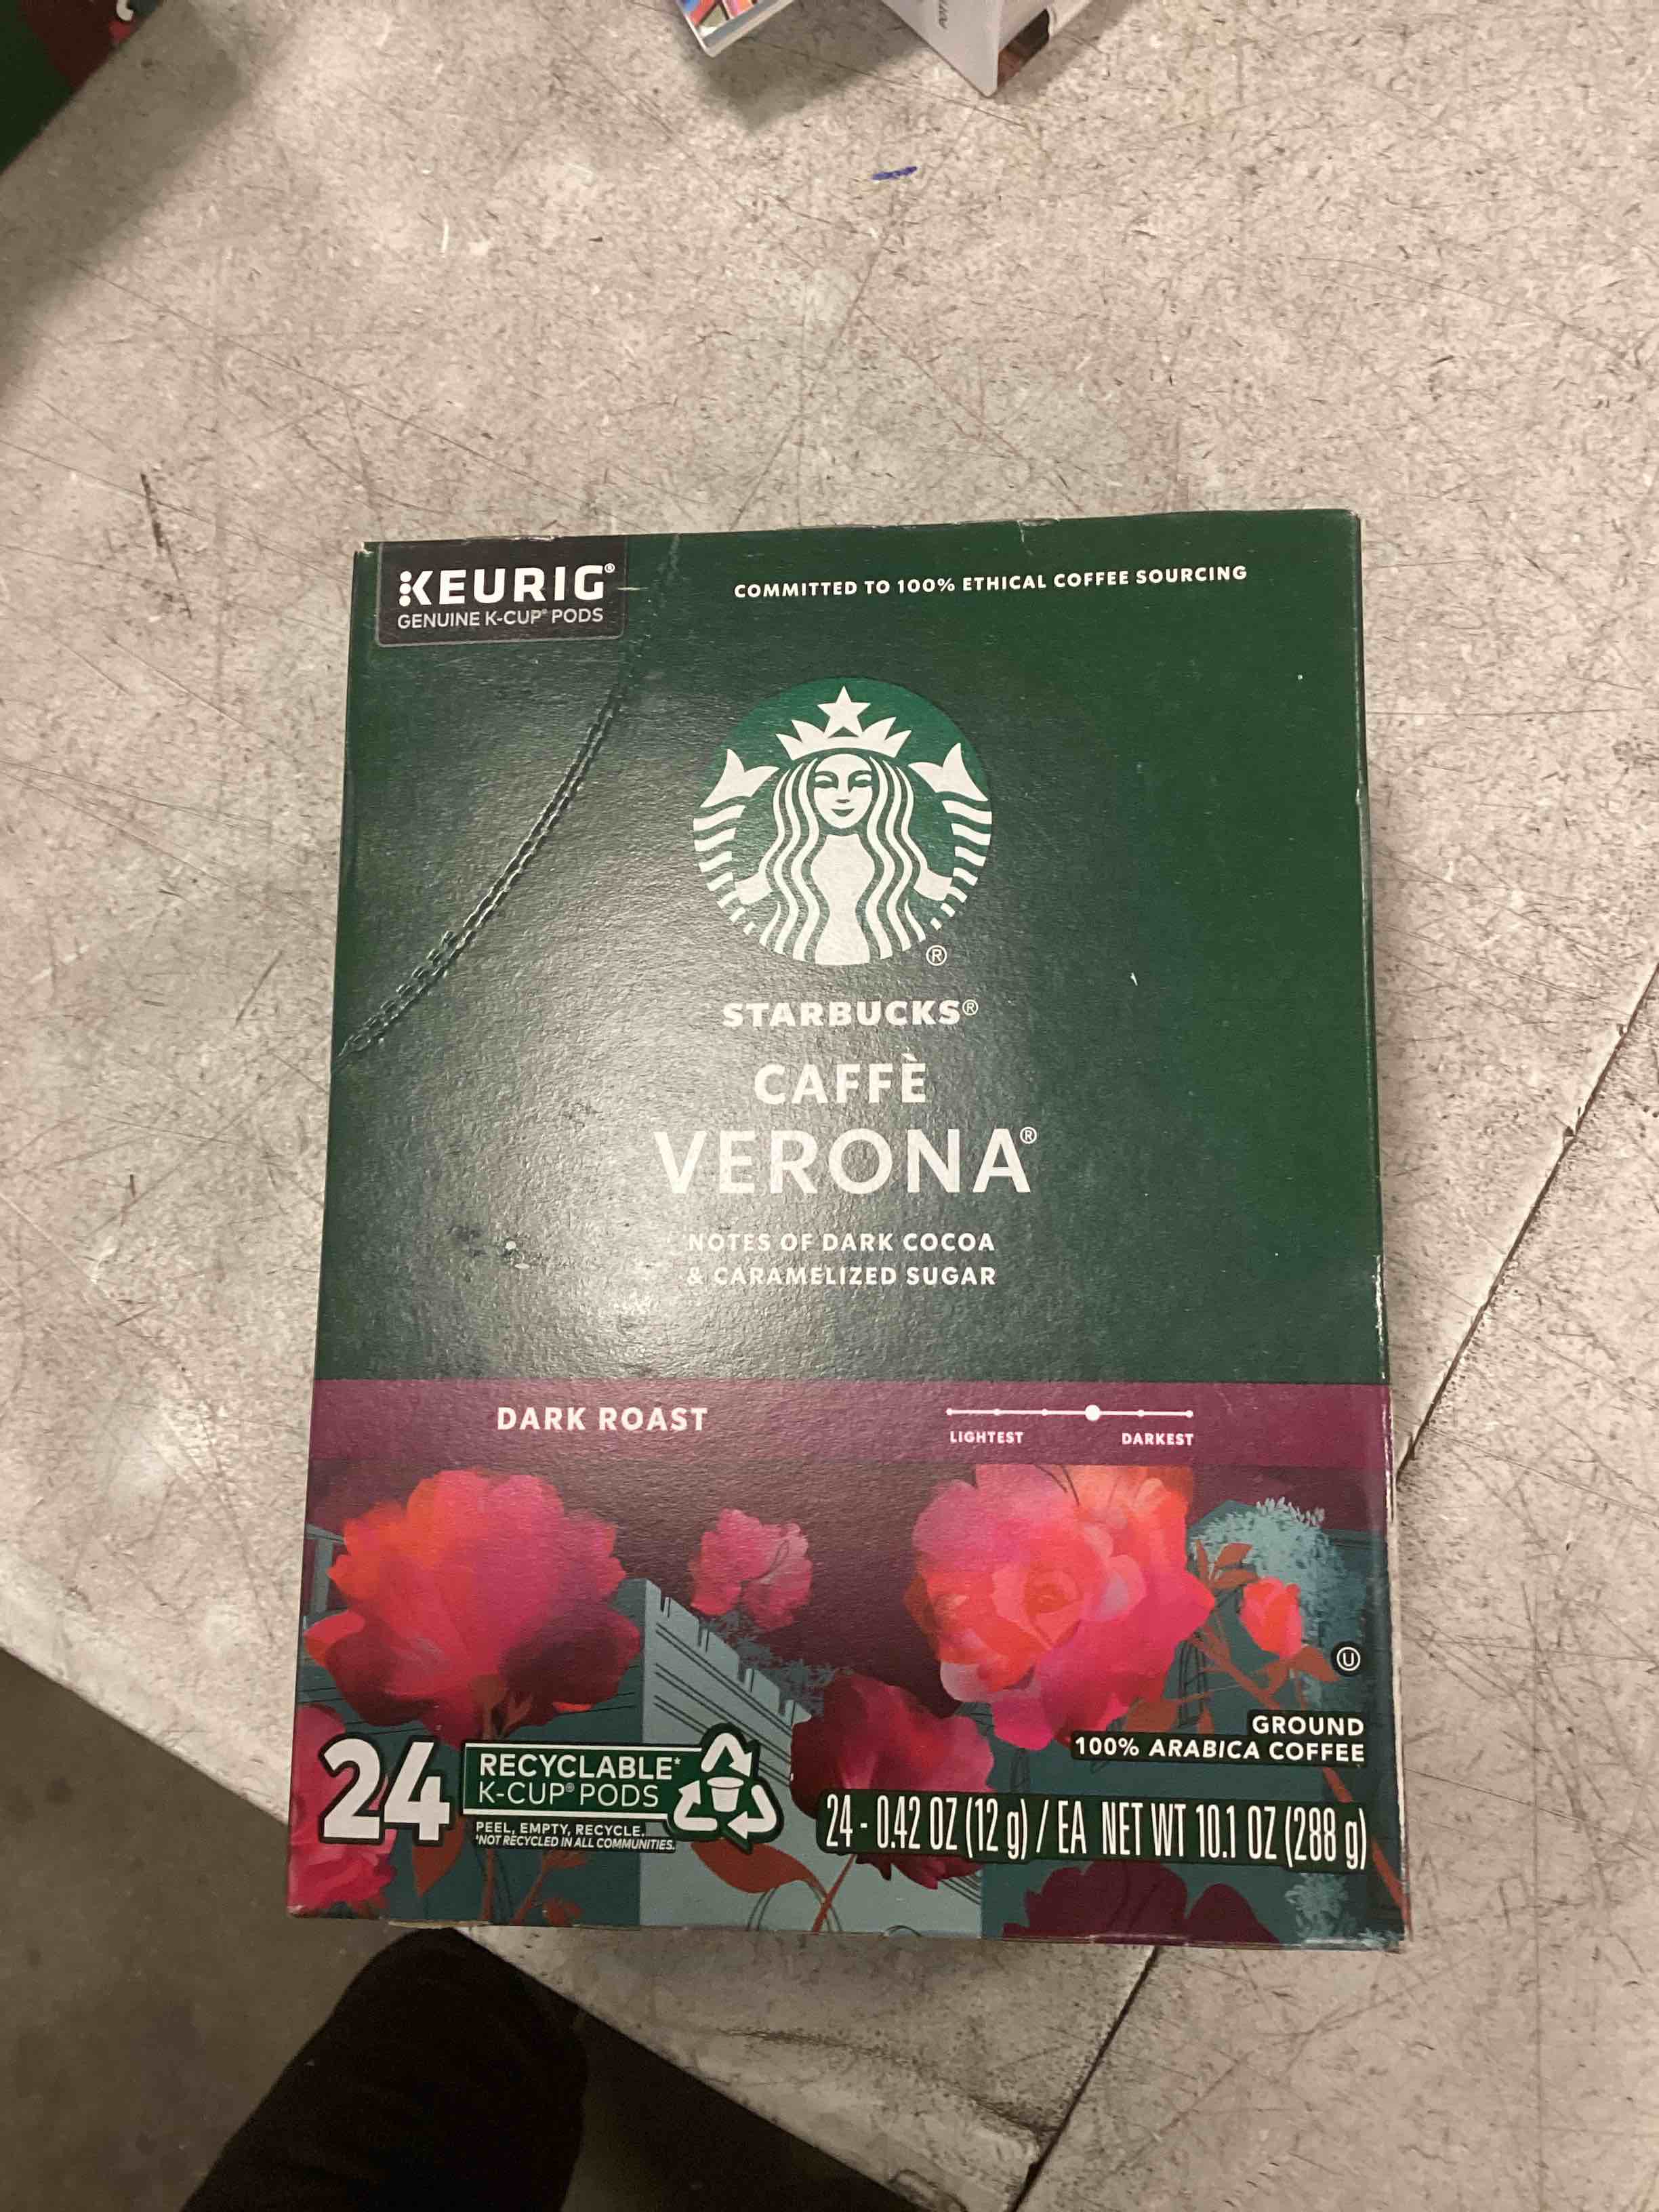 KEURIG®
GENUINE K-CUP® PODS
COMMITTED TO 100% ETHICAL COFFEE SOURCING
®
STARBUCKS®
CAFFÈ
VERONA®
NOTES OF DARK COCOA
& CARAMELIZED SUGAR
DARK ROAST
LIGHTEST
DARKEST
U
GROUND
100% ARABICA COFFEE
24
RECYCLABLE*
K-CUP® PODS
PEEL, EMPTY, RECYCLE.
*NOT RECYCLED IN ALL COMMUNITIES.
24 - 0.42 OZ (12 g) / EA NET WT 10.1 OZ (288 g)